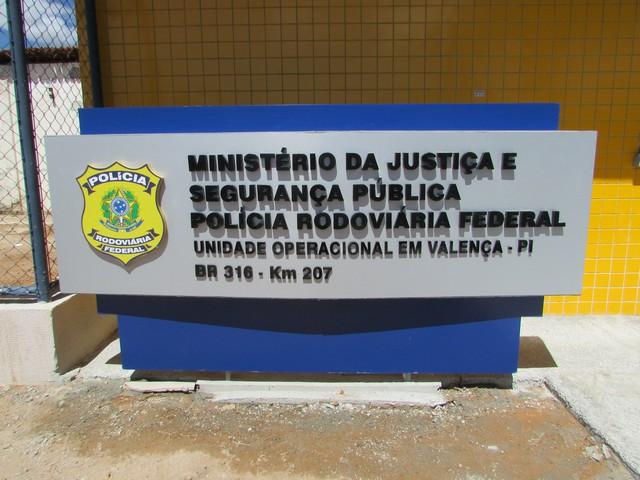 POLÍCIA
RODOVIÁRIA
FEDERAL
MINISTÉRIO DA JUSTIÇA E
SEGURANÇA PÚBLICA
POLÍCIA RODOVIÁRIA FEDERAL
UNIDADE OPERACIONAL EM VALENÇA - PI
BR 316 - Km 207